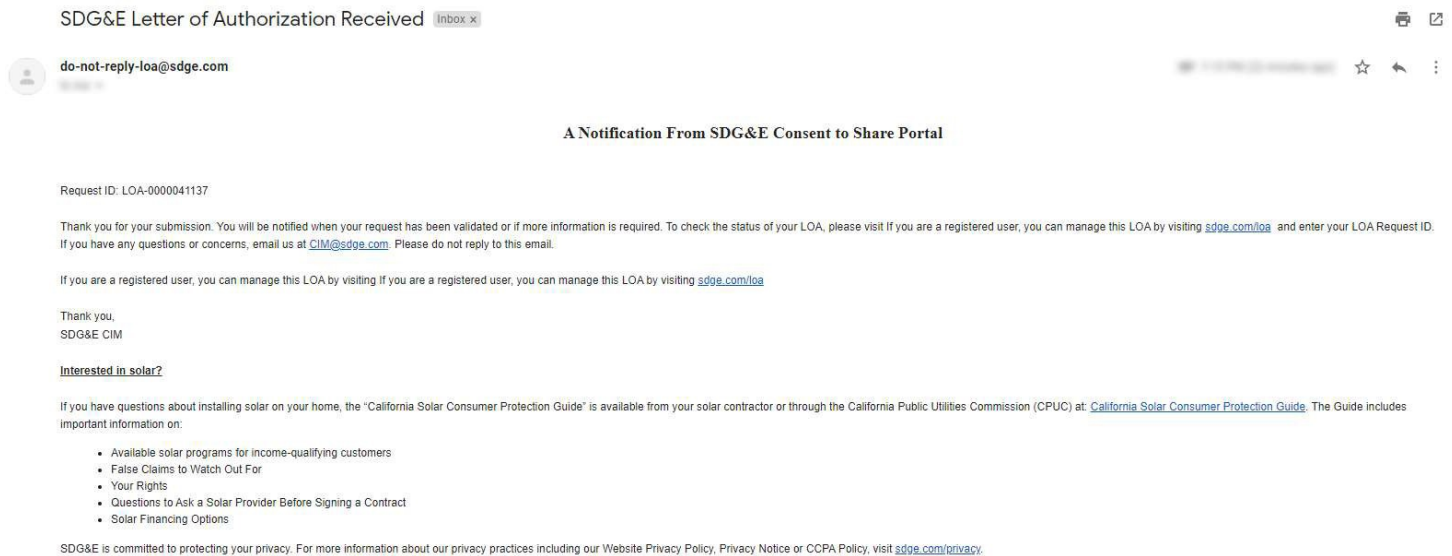 SDG&E Letter of Authorization Received Inbox x
do-not-reply-loa@sdge.com
A Notification From SDG&E Consent to Share Portal
Request ID: LOA-0000041137
Thank you for your submission. You will be notified when your request has been validated or if more information is required. To check the status of your LOA, please visit If you are a registered user, you can manage this LOA by visiting sdge.com/loa and enter your LOA Request ID.
If you have any questions or concerns, email us at CIM@sdge.com. Please do not reply to this email.
If you are a registered user, you can manage this LOA by visiting If you are a registered user, you can manage this LOA by visiting sdge.com/loa
Thank you,
SDG&E CIM
Interested in solar?
If you have questions about installing solar on your home, the “California Solar Consumer Protection Guide” is available from your solar contractor or through the California Public Utilities Commission (CPUC) at: California Solar Consumer Protection Guide. The Guide includes
important information on:
• Available solar programs for income-qualifying customers
• False Claims to Watch Out For
• Your Rights
• Questions to Ask a Solar Provider Before Signing a Contract
• Solar Financing Options
SDG&E is committed to protecting your privacy. For more information about our privacy practices including our Website Privacy Policy, Privacy Notice or CCPA Policy, visit sdge.com/privacy.